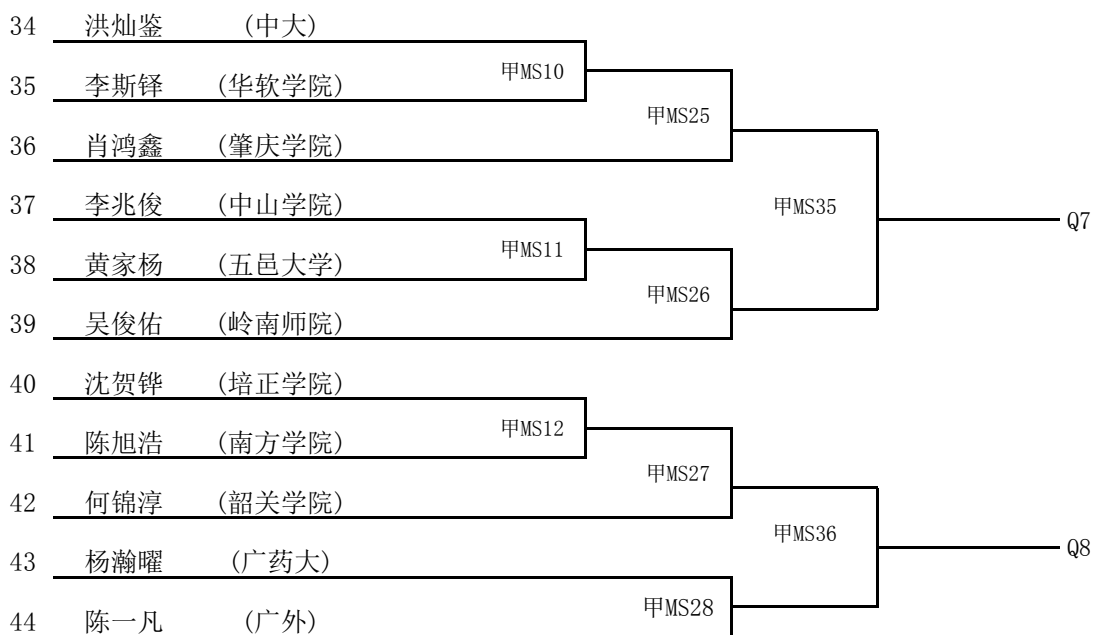 34 洪灿鉴 (中大)
甲MS10
35 李斯铎 (华软学院)
甲MS25
36 肖鸿鑫 (肇庆学院)
37 李兆俊 (中山学院)
甲MS35
Q7
甲MS11
38 黄家杨 (五邑大学)
甲MS26
39 吴俊佑 (岭南师院)
40 沈贺铧 (培正学院)
甲MS12
41 陈旭浩 (南方学院)
甲MS27
42 何锦淳 (韶关学院)
甲MS36
Q8
43 杨瀚曜 (广药大)
甲MS28
44 陈一凡 (广外)